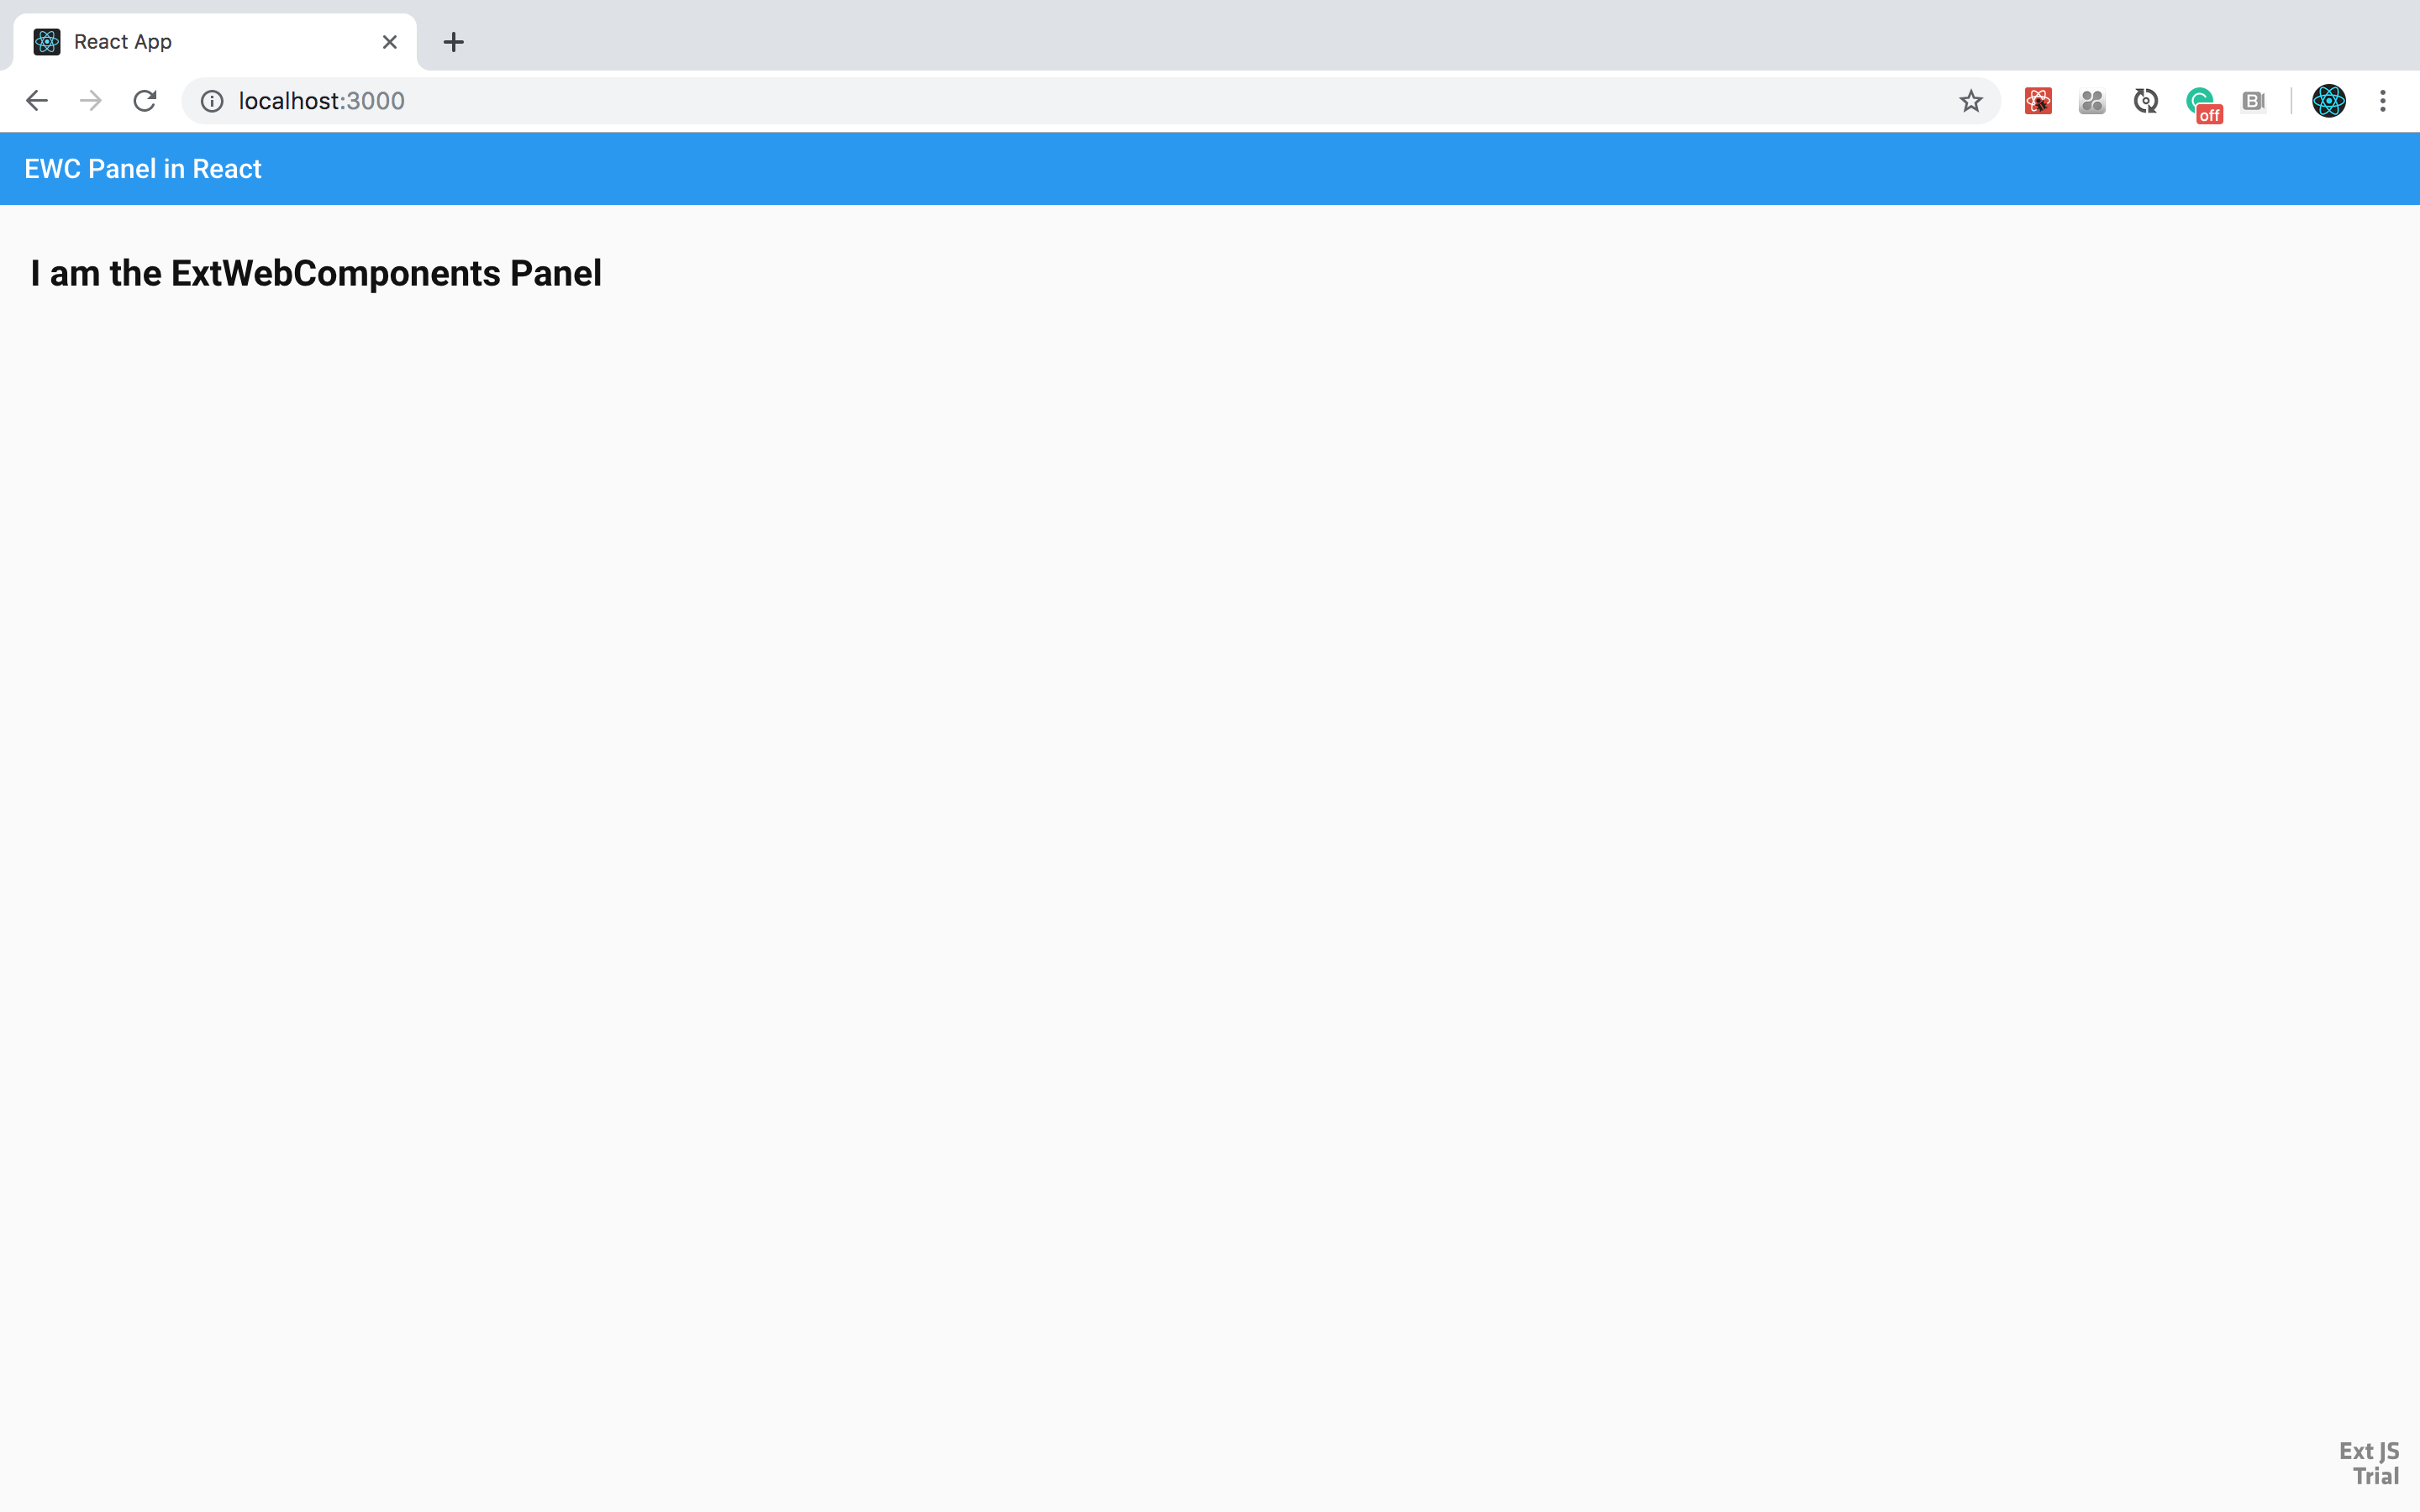 React App
localhost:3000
off
B
EWC Panel in React
I am the ExtWebComponents Panel
Ext JS
Trial